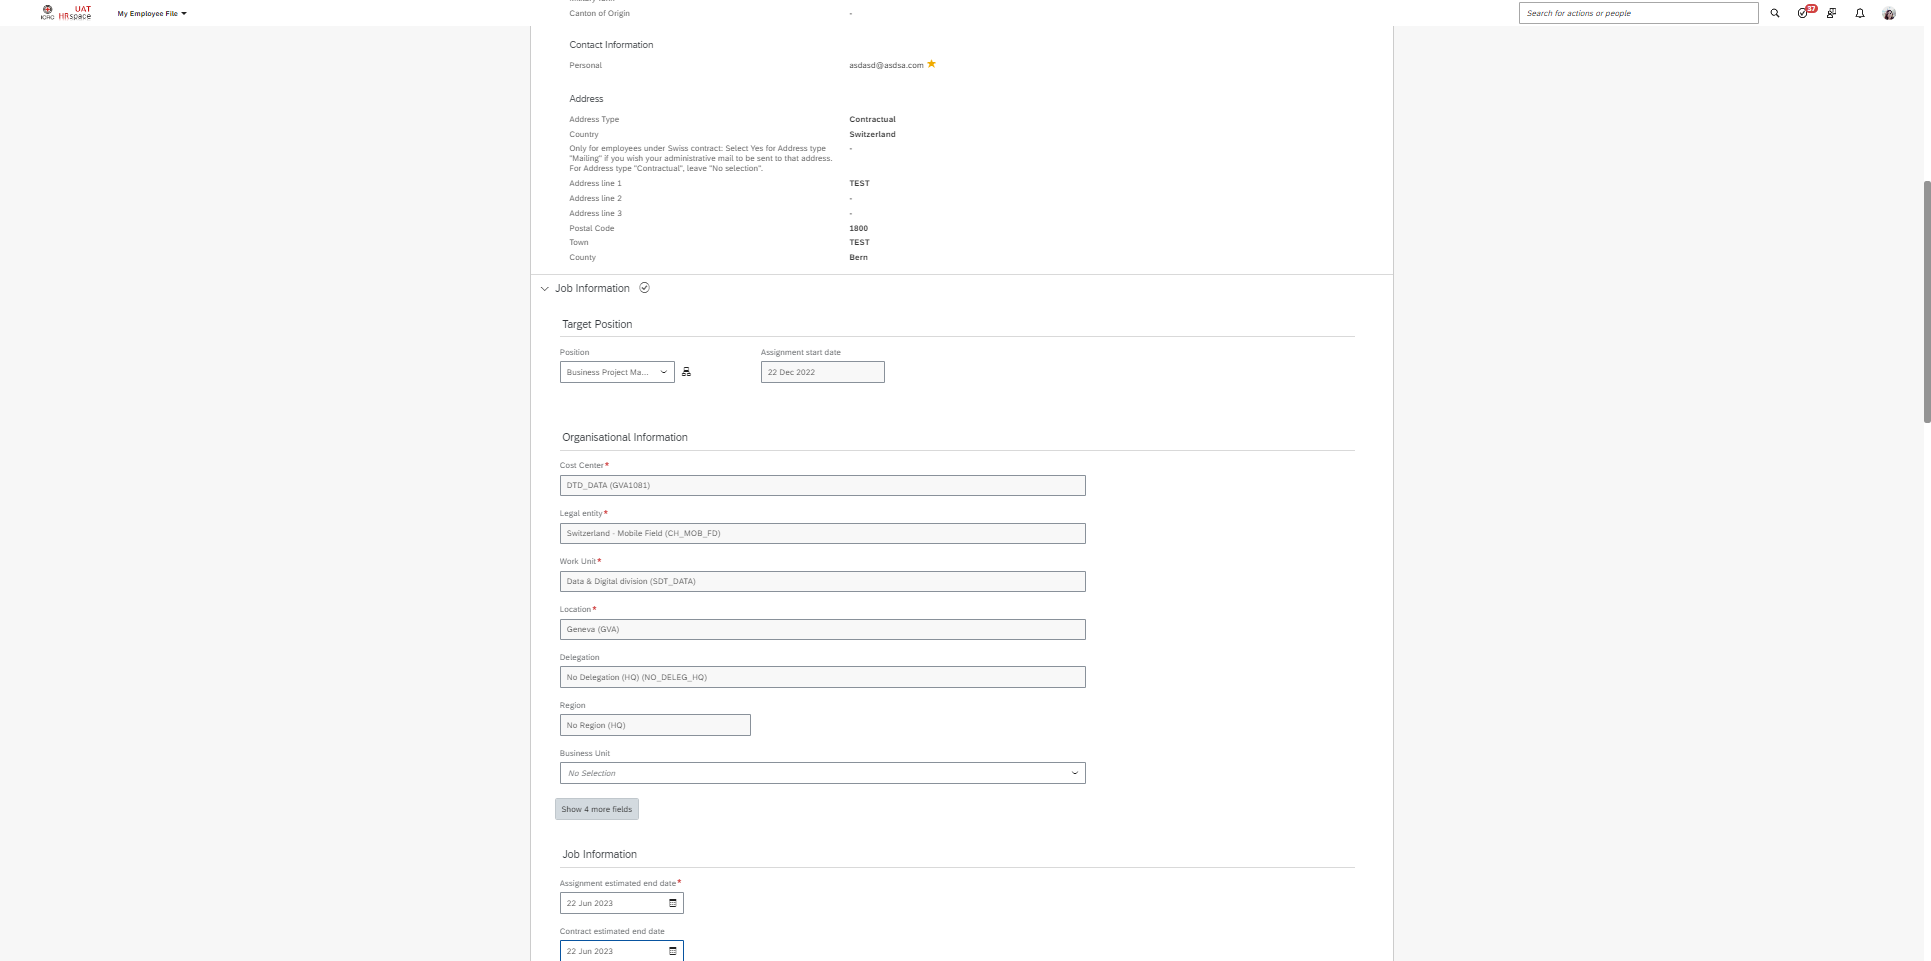 ICRC
UAT
HRspace
My Employee File
Search for actions or people
37
Canton of Origin -
Contact Information
Personal asdasd@asdsa.com
Address
Address Type Contractual
Country Switzerland
Only for employees under Swiss contract: Select Yes for Address type -
"Mailing" if you wish your administrative mail to be sent to that address.
For Address type "Contractual", leave "No selection".
Address line 1 TEST
Address line 2 -
Address line 3 -
Postal Code 1800
Town TEST
County Bern
Job Information
Target Position
Position Assignment start date
Business Project Ma... 22 Dec 2022
Organisational Information
Cost Center*
DTD_DATA (GVA1081)
Legal entity*
Switzerland - Mobile Field (CH_MOB_FD)
Work Unit*
Data & Digital division (SDT_DATA)
Location*
Geneva (GVA)
Delegation
No Delegation (HQ) (NO_DELEG_HQ)
Region
No Region (HQ)
Business Unit
No Selection
Show 4 more fields
Job Information
Assignment estimated end date*
22 Jun 2023
Contract estimated end date
22 Jun 2023